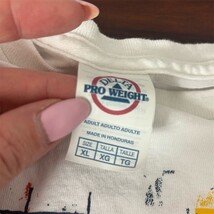 DELTA
PRO WEIGHT®
ADULT ADULTO ADULTE
MADE IN HONDURAS
SIZE TALLA TAILLE
XL XG TG